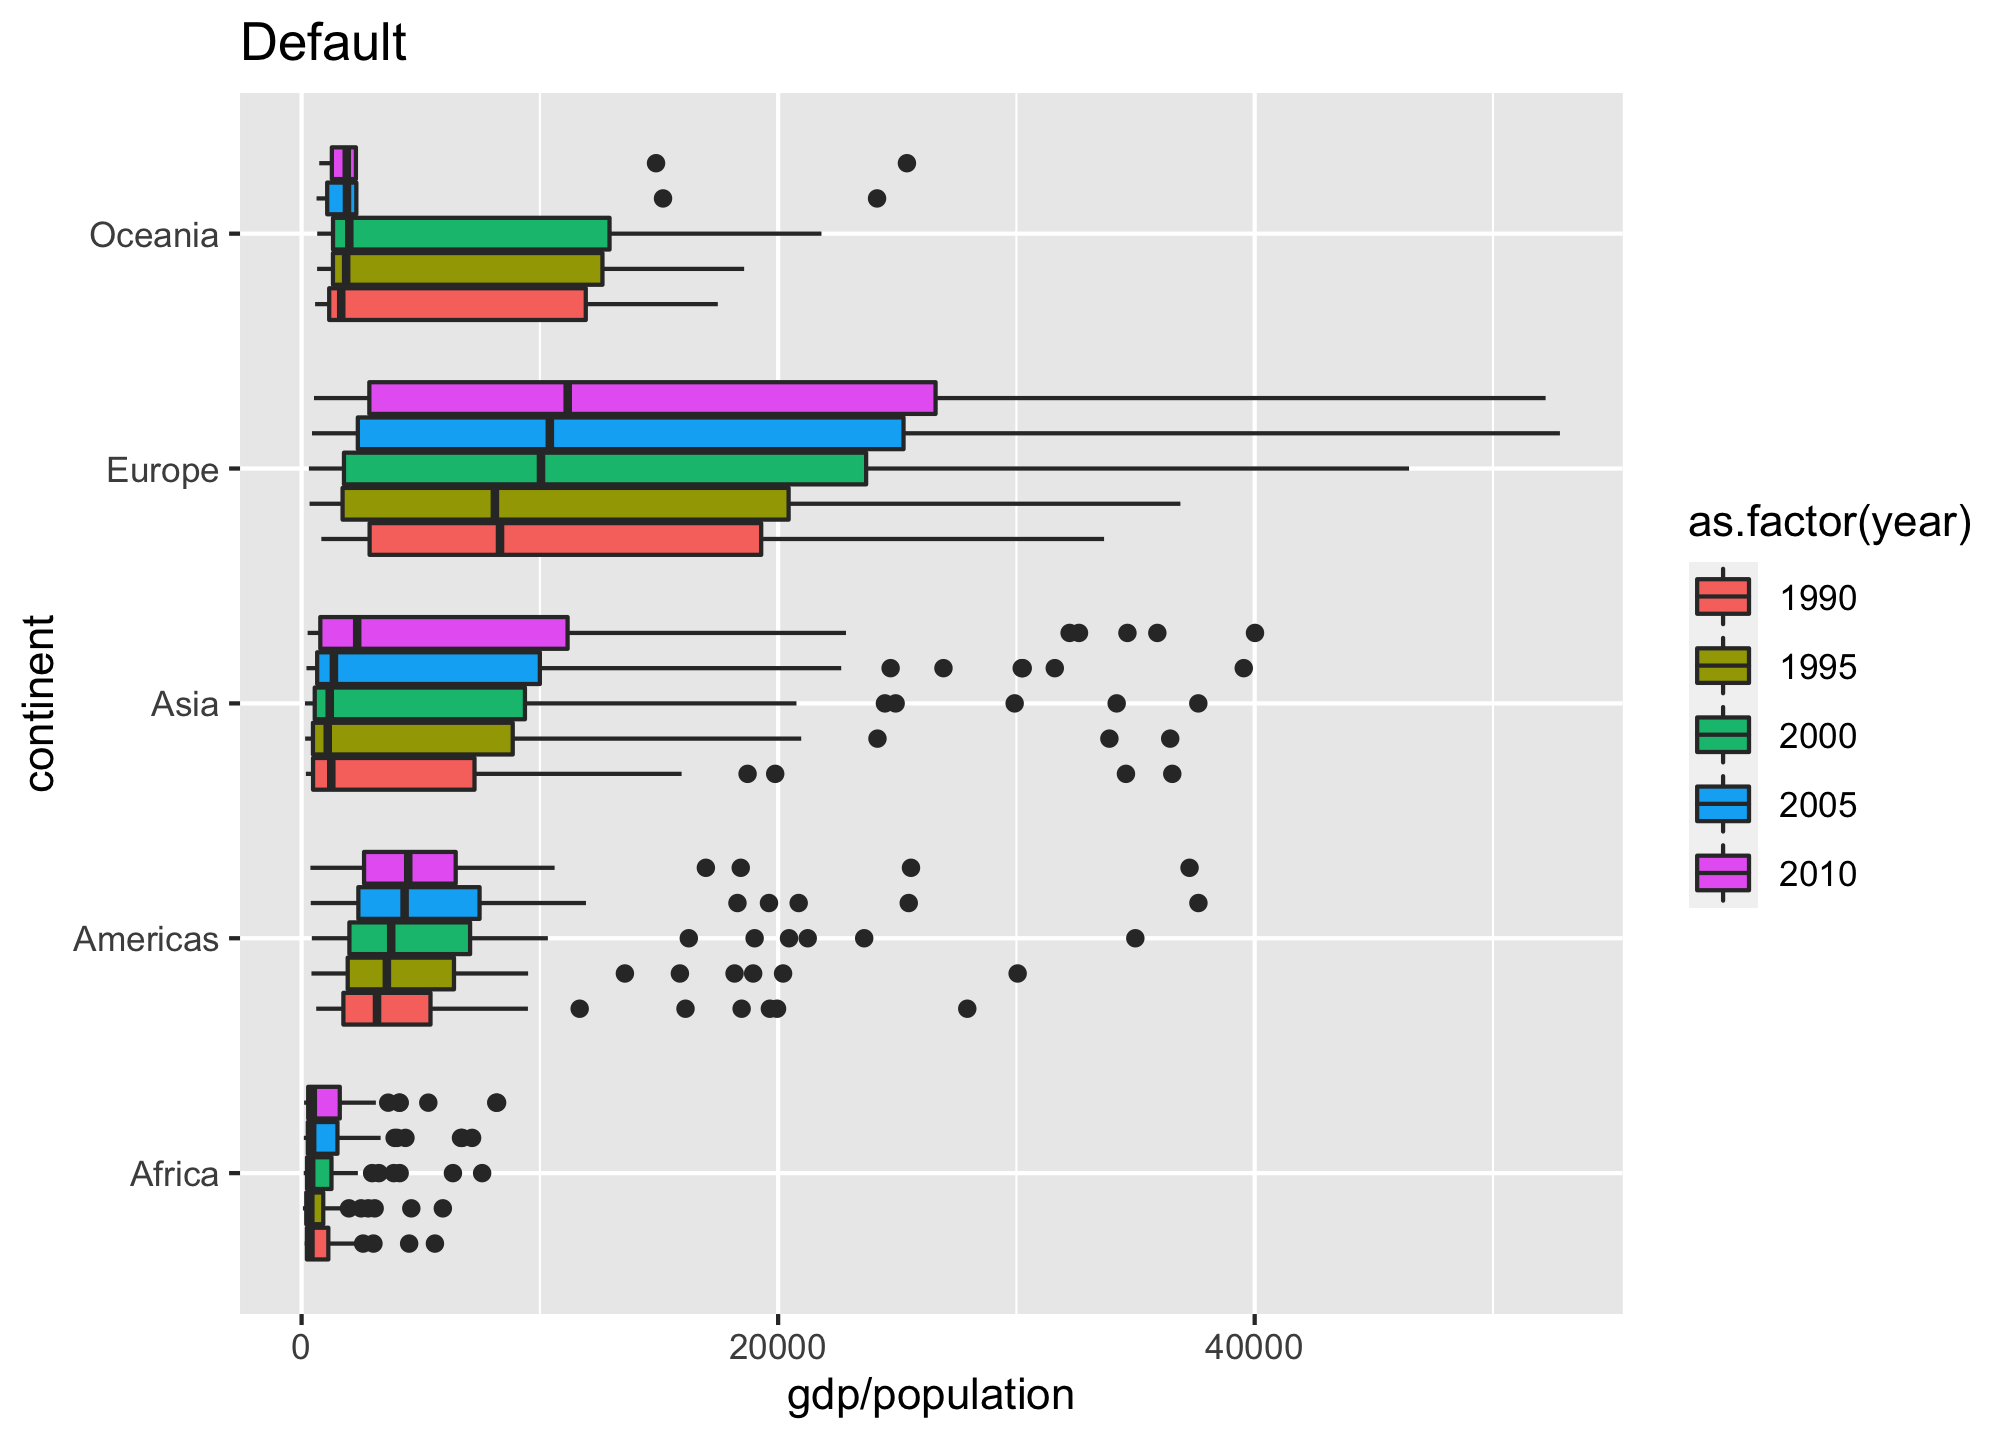 Default
continent
Oceania
Europe
Asia
Americas
Africa
0
20000
40000
gdp/population
as.factor(year)
1990
1995
2000
2005
2010